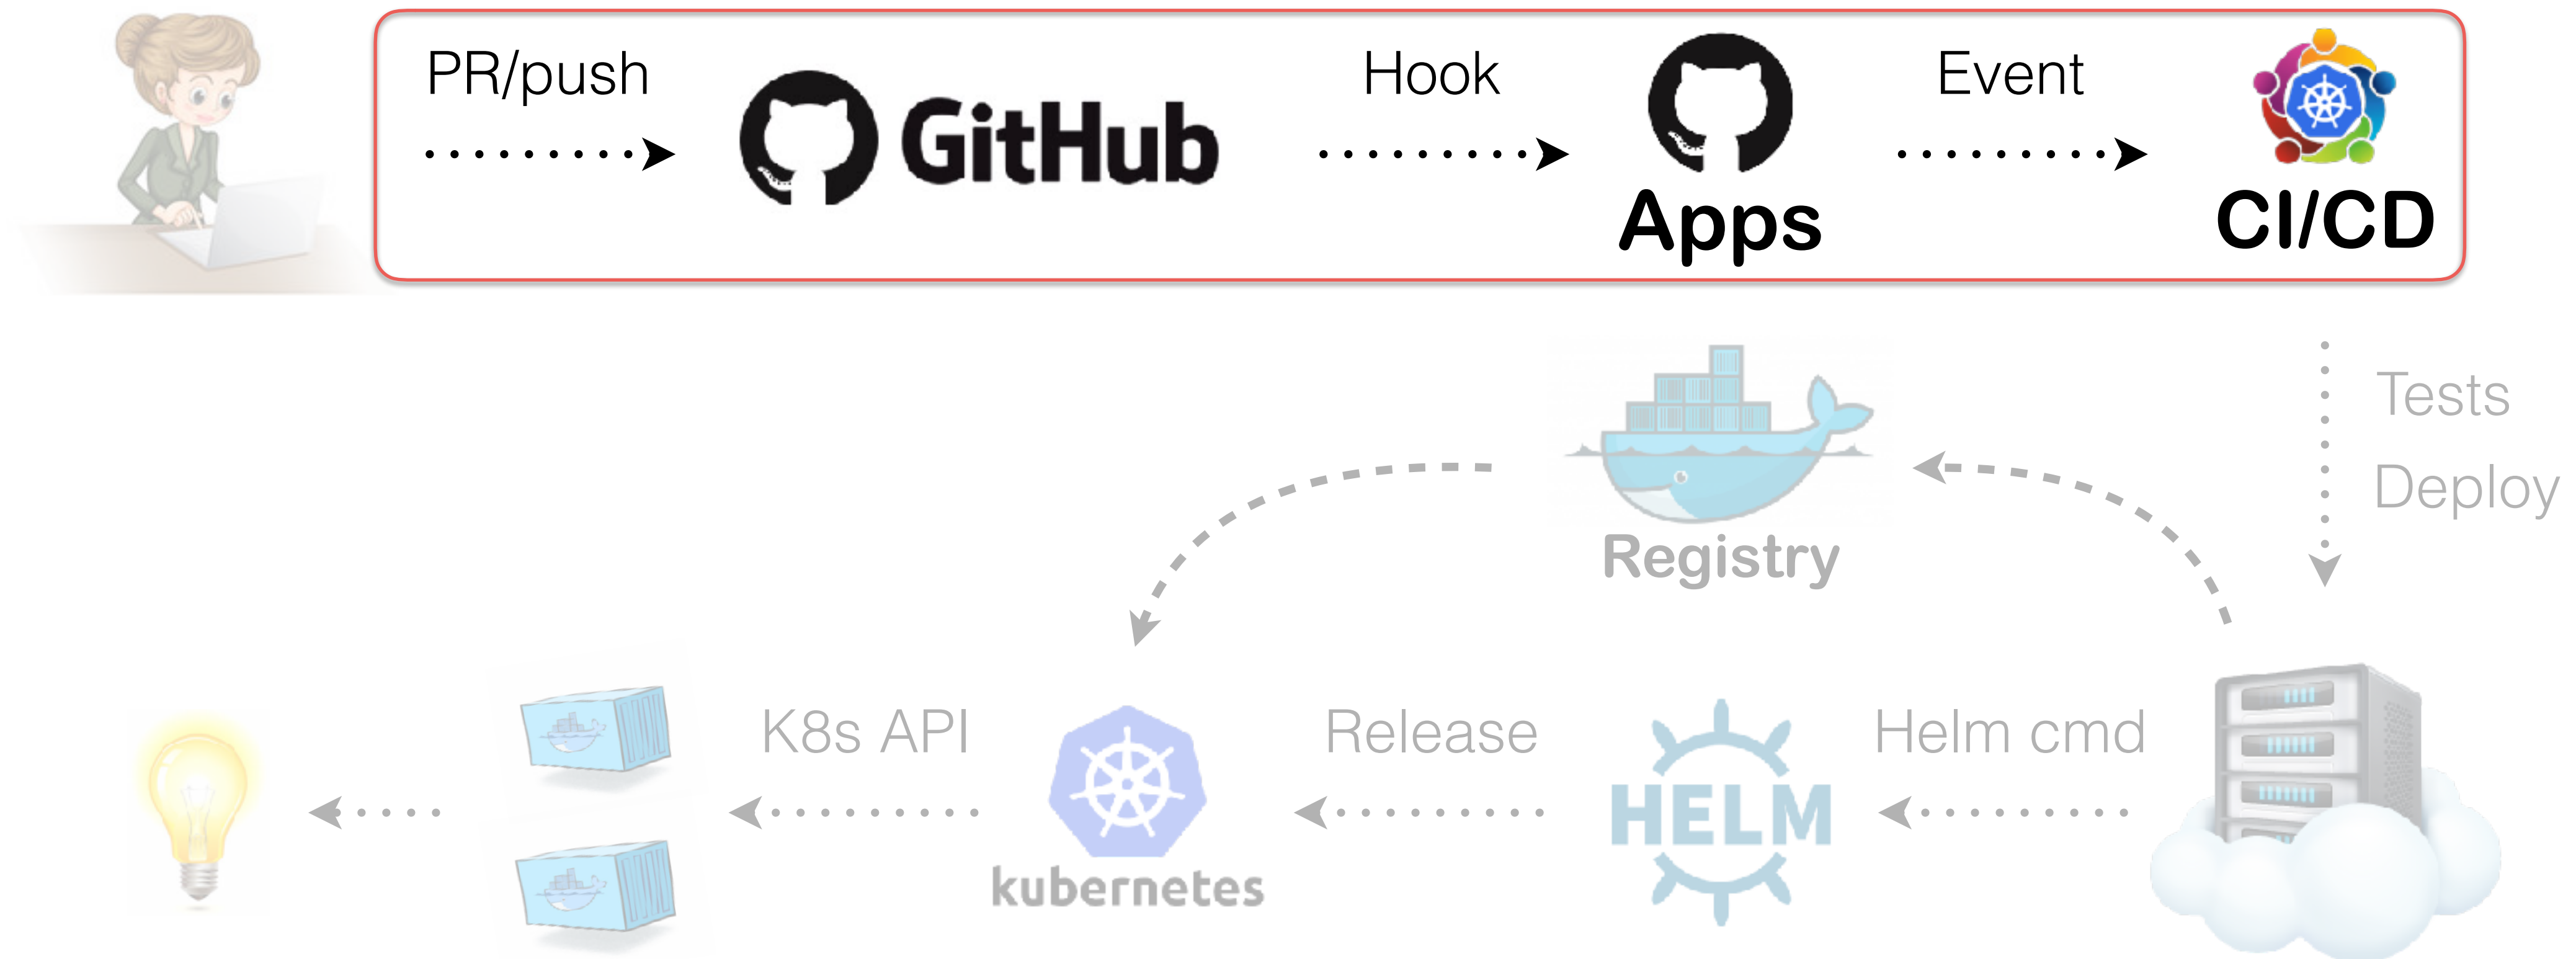 PR/push
GitHub
Hook
Apps
Event
CI/CD
Tests
Deploy
Registry
K8s API
kubernetes
Release
HELM
Helm cmd